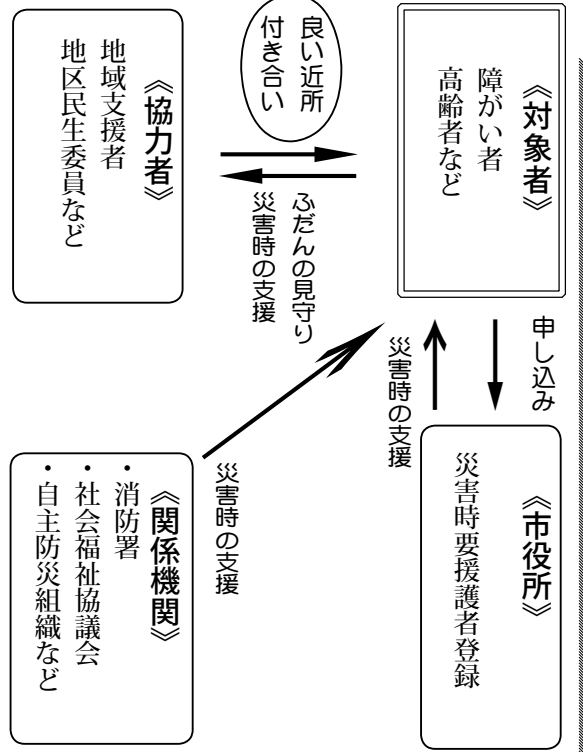 《対象者》
障がい者
高齢者など
良い近所
付き合い
ふだんの見守り
災害時の支援
《協力者》
地域支援者
地区民生委員など
申し込み
災害時の支援
《市役所》
災害時要援護者登録
災害時の支援
《関係機関》
・消防署
・社会福祉協議会
・自主防災組織など